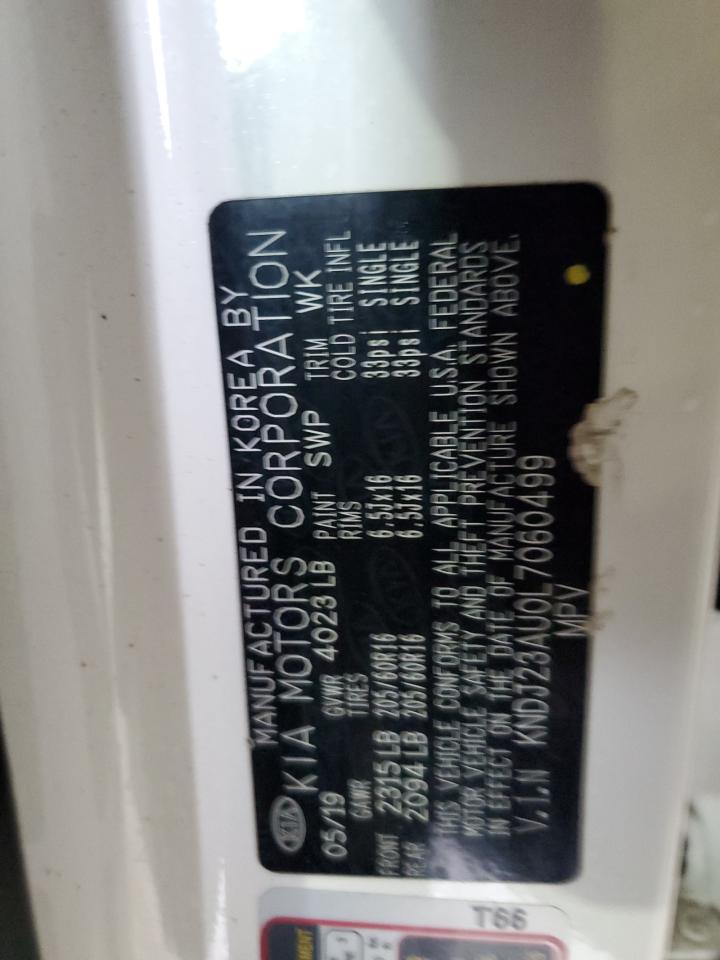 MANUFACTURED IN KOREA BY
KIA KIA MOTORS CORPORATION
05/19 GVWR 4023 LB PAINT SWP TRIM WK
GAWR TIRES RIMS COLD TIRE INFL
FRONT 2315 LB 205/60R16 6.5Jx16 33psi SINGLE
REAR 2094 LB 205/60R16 6.5Jx16 33psi SINGLE
THIS VEHICLE CONFORMS TO ALL APPLICABLE U.S.A. FEDERAL
MOTOR VEHICLE SAFETY AND THEFT PREVENTION STANDARDS
IN EFFECT ON THE DATE OF MANUFACTURE SHOWN ABOVE.
V.I.N KNDJ23AU0L7060499
MPV
T66